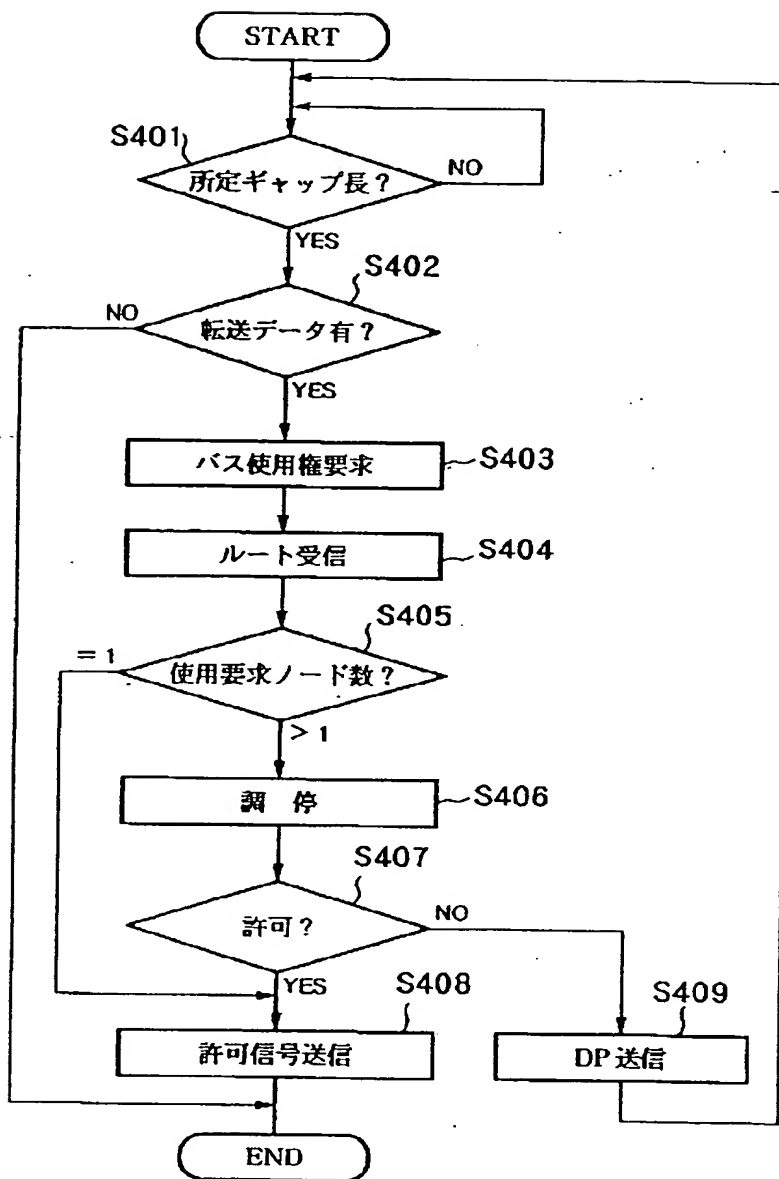 START
S401
所定ギャップ長?
NO
YES
S402
NO
転送データ有?
YES
バス使用権要求
S403
ルート受信
S404
S405
= 1
使用要求ノード数?
> 1
調 停
S406
S407
許可?
NO
YES
S408
S409
許可信号送信
DP 送信
END